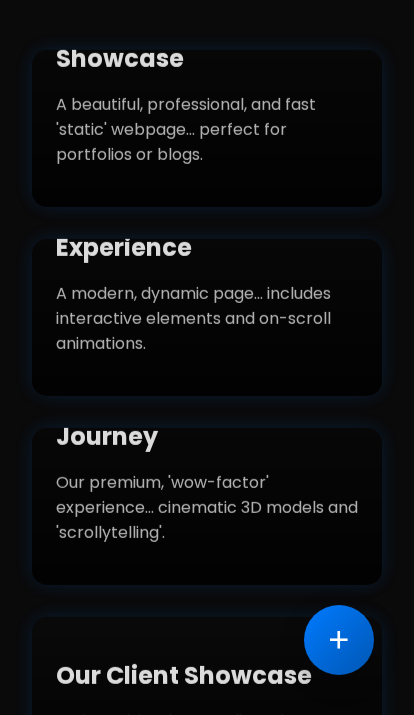 Showcase
A beautiful, professional, and fast
'static' webpage... perfect for
portfolios or blogs.
Experience
A modern, dynamic page... includes
interactive elements and on-scroll
animations.
Journey
Our premium, 'wow-factor'
experience... cinematic 3D models and
'scrollytelling'.
Our Client Showcase
+